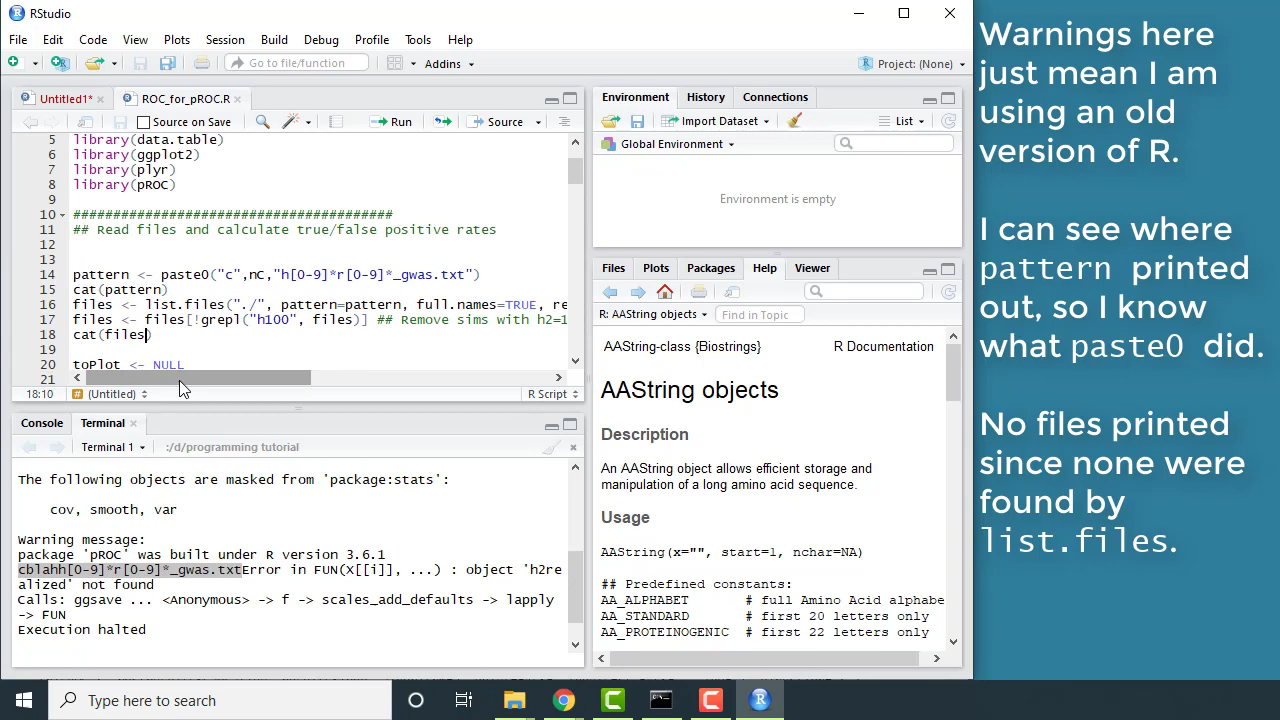 RStudio
File Edit Code View Plots Session Build Debug Profile Tools Help
Go to file/function
Addins
Project: (None)
Untitled1*
ROC_for_pROC.R
Source on Save
Run
Source
5 library(data.table)
6 library(ggplot2)
7 library(plyr)
8 library(pROC)
9
10 ########################################
11 ## Read files and calculate true/false positive rates
12
13
14 pattern <- paste0("c",nC,"h[0-9]*r[0-9]*_gwas.txt")
15 cat(pattern)
16 files <- list.files("./", pattern=pattern, full.names=TRUE, re
17 files <- files[!grepl("h100", files)] ## Remove sims with h2=1
18 cat(files)
19
20 toPlot <- NULL
21
18:10
(Untitled)
R Script
Console
Terminal
Terminal 1
:/d/programming tutorial
The following objects are masked from 'package:stats':
cov, smooth, var
Warning message:
package 'pROC' was built under R version 3.6.1
cblahh[0-9]*r[0-9]*_gwas.txtError in FUN(X[[i]], ...) : object 'h2re
alized' not found
Calls: ggsave ... <Anonymous> -> f -> scales_add_defaults -> lapply
-> FUN
Execution halted
Environment
History
Connections
Import Dataset
List
Global Environment
Environment is empty
Files
Plots
Packages
Help
Viewer
R: AAString objects
Find in Topic
AAString-class {Biostrings}
R Documentation
AAString objects
Description
An AAString object allows efficient storage and
manipulation of a long amino acid sequence.
Usage
AAString(x="", start=1, nchar=NA)
## Predefined constants:
AA_ALPHABET # full Amino Acid alphabe
AA_STANDARD # first 20 letters only
AA_PROTEINOGENIC # first 22 letters only
Type here to search
Warnings here
just mean I am
using an old
version of R.
I can see where
pattern printed
out, so I know
what paste0 did.
No files printed
since none were
found by
list.files.